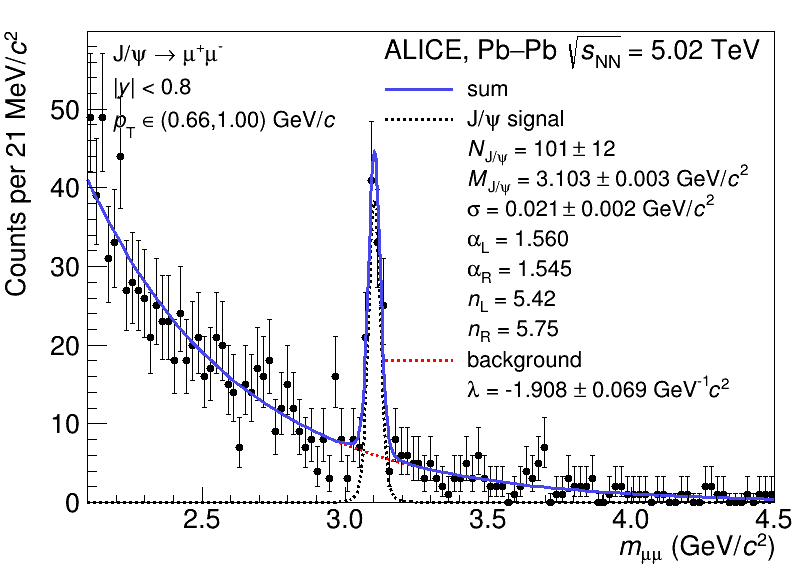 J/ψ → μ⁺μ⁻
|y| < 0.8
p_T ∈ (0.66,1.00) GeV/c
ALICE, Pb–Pb √s_NN = 5.02 TeV
sum
J/ψ signal
N_J/ψ = 101 ± 12
M_J/ψ = 3.103 ± 0.003 GeV/c²
σ = 0.021 ± 0.002 GeV/c²
α_L = 1.560
α_R = 1.545
n_L = 5.42
n_R = 5.75
background
λ = -1.908 ± 0.069 GeV⁻¹c²
Counts per 21 MeV/c²
50
40
30
20
10
0
2.5 3.0 3.5 4.0 4.5
m_μμ (GeV/c²)